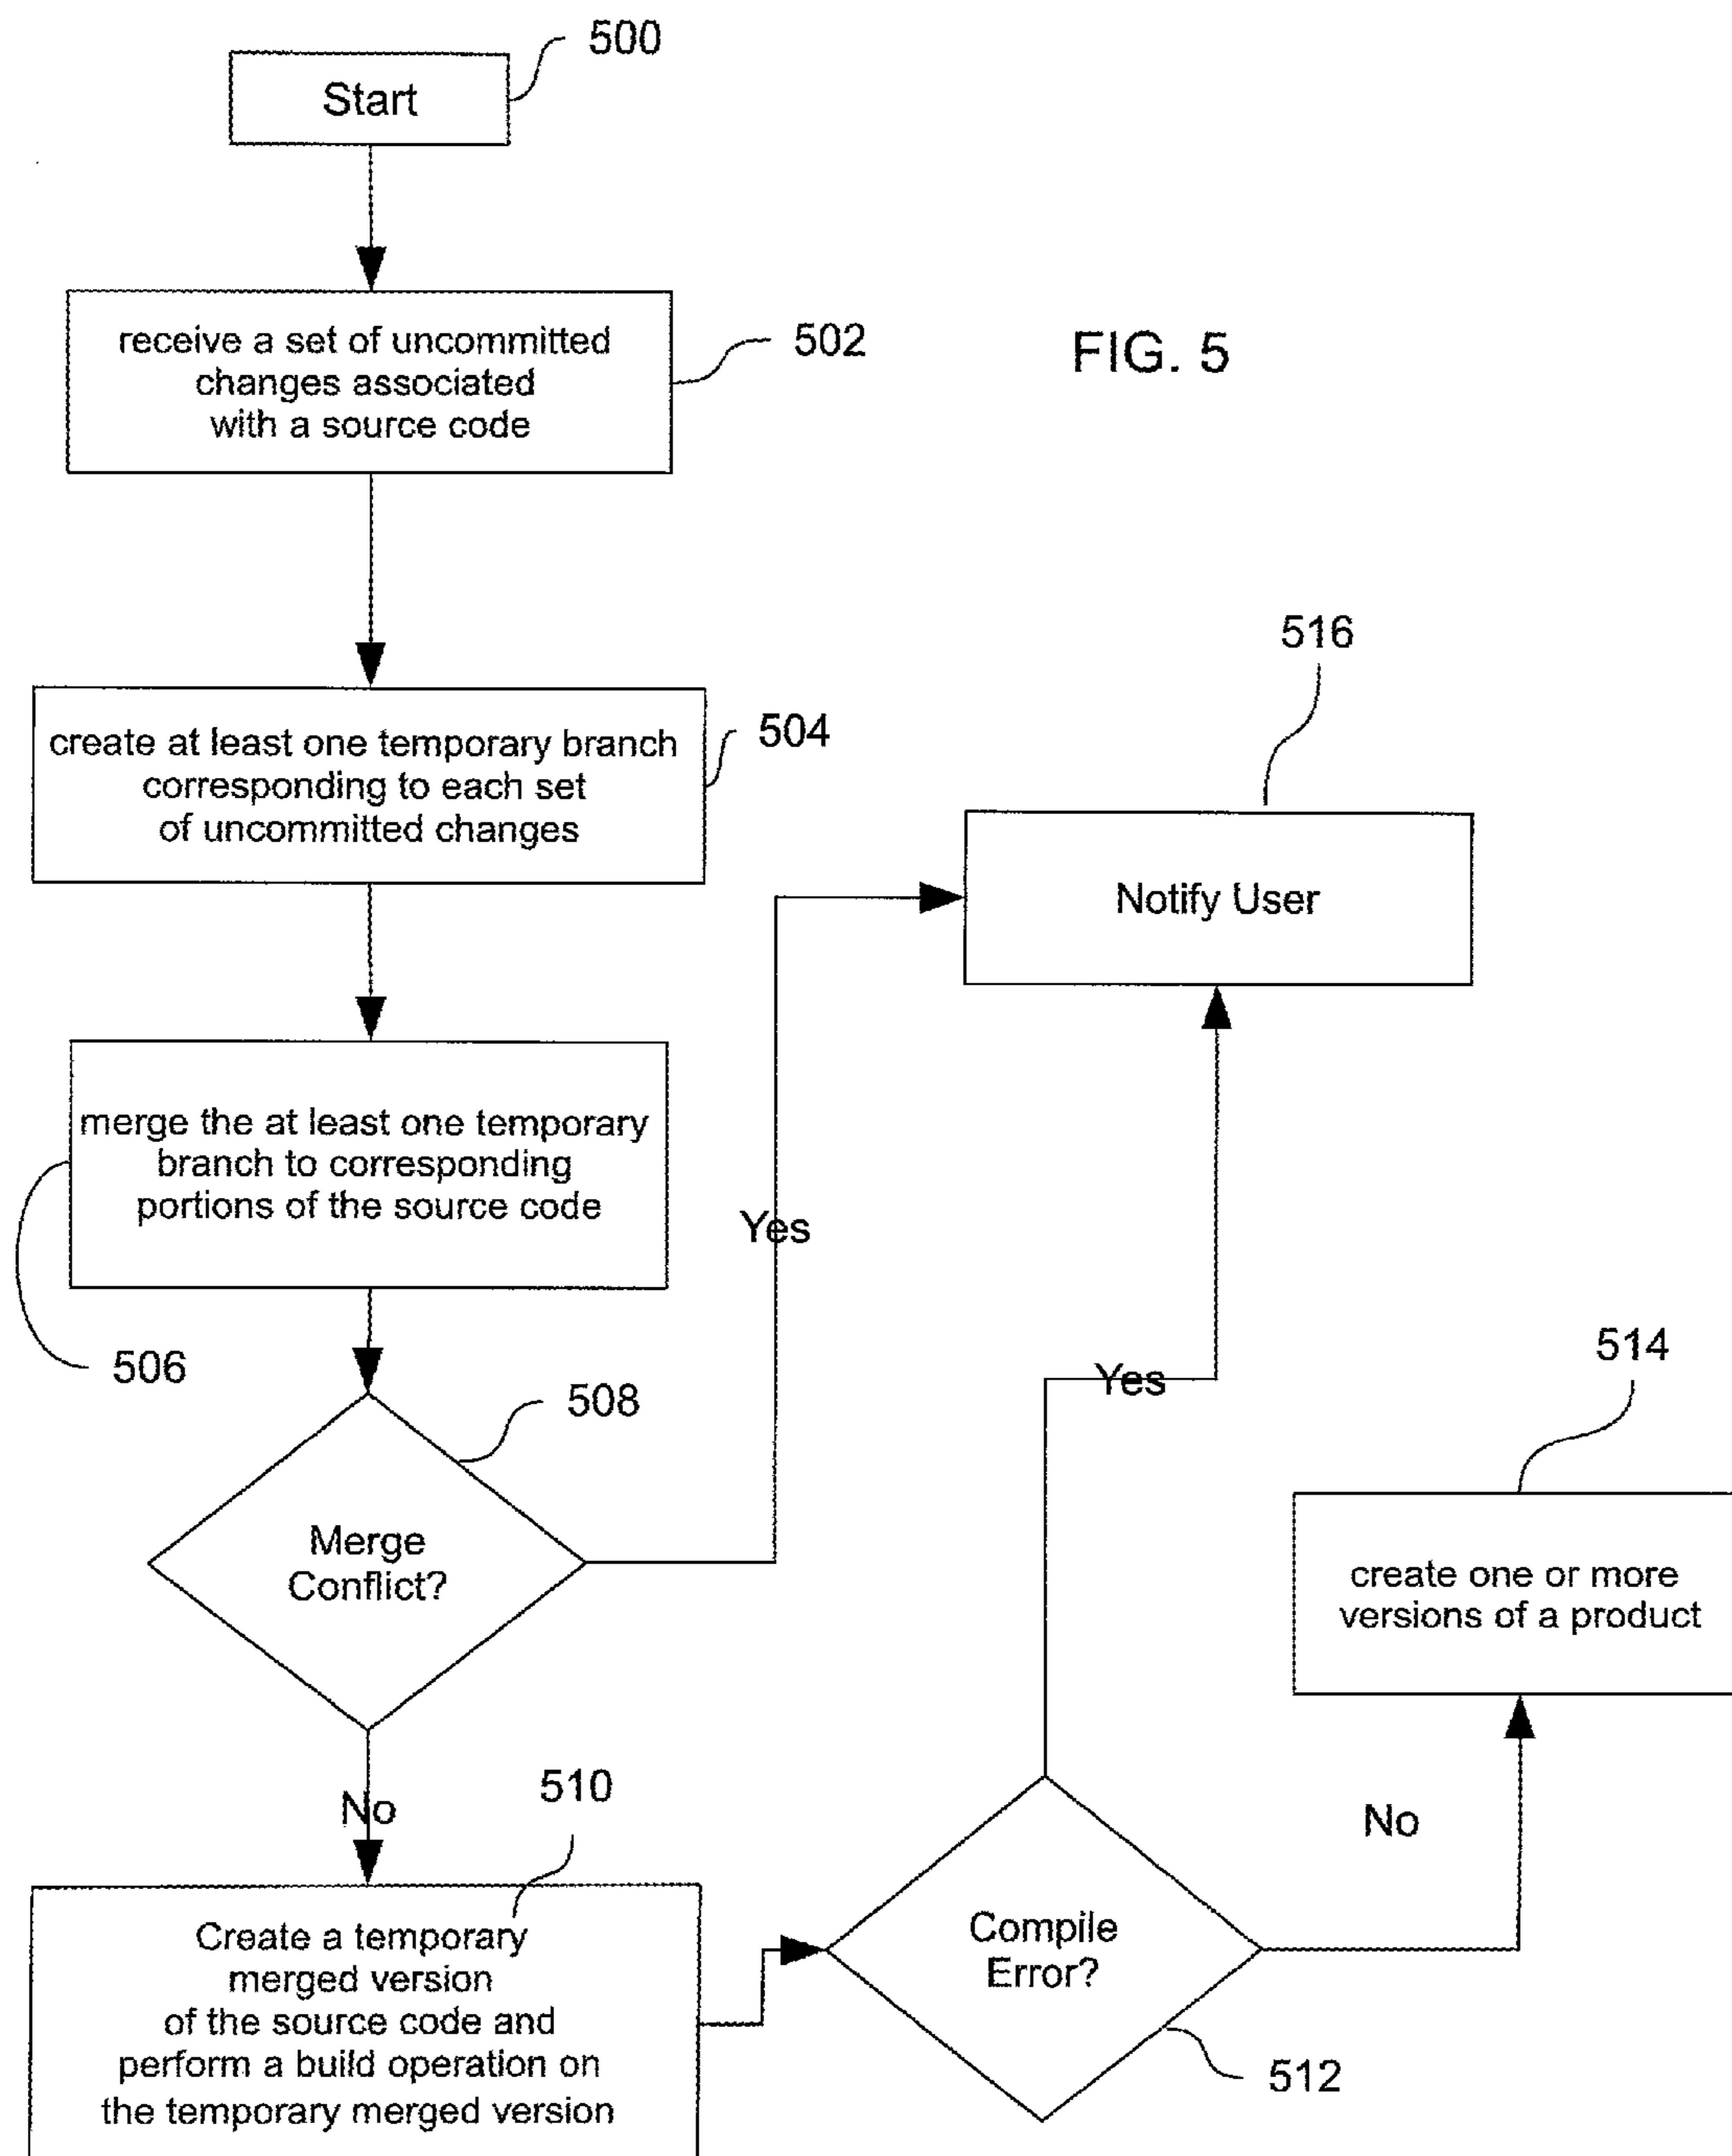 500
Start
receive a set of uncommitted
changes associated
with a source code
502
FIG. 5
create at least one temporary branch
corresponding to each set
of uncommitted changes
504
516
Notify User
merge the at least one temporary
branch to corresponding
portions of the source code
506
Yes
508
Merge
Conflict?
Yes
514
create one or more
versions of a product
No
510
Create a temporary
merged version
of the source code and
perform a build operation on
the temporary merged version
Compile
Error?
No
512